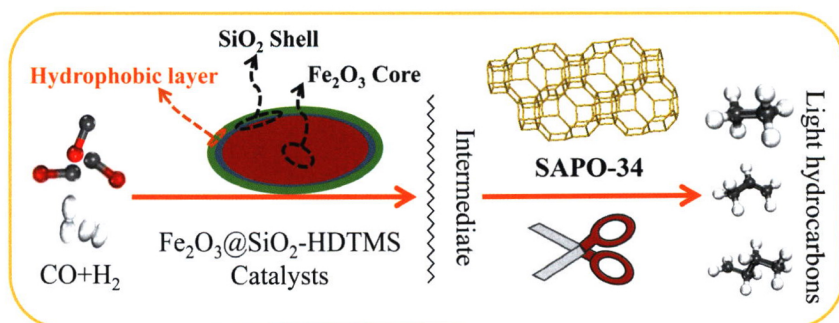 SiO₂ Shell
Hydrophobic layer
Fe₂O₃ Core
CO+H₂
Fe₂O₃@SiO₂-HDTMS
Catalysts
Intermediate
SAPO-34
Light hydrocarbons